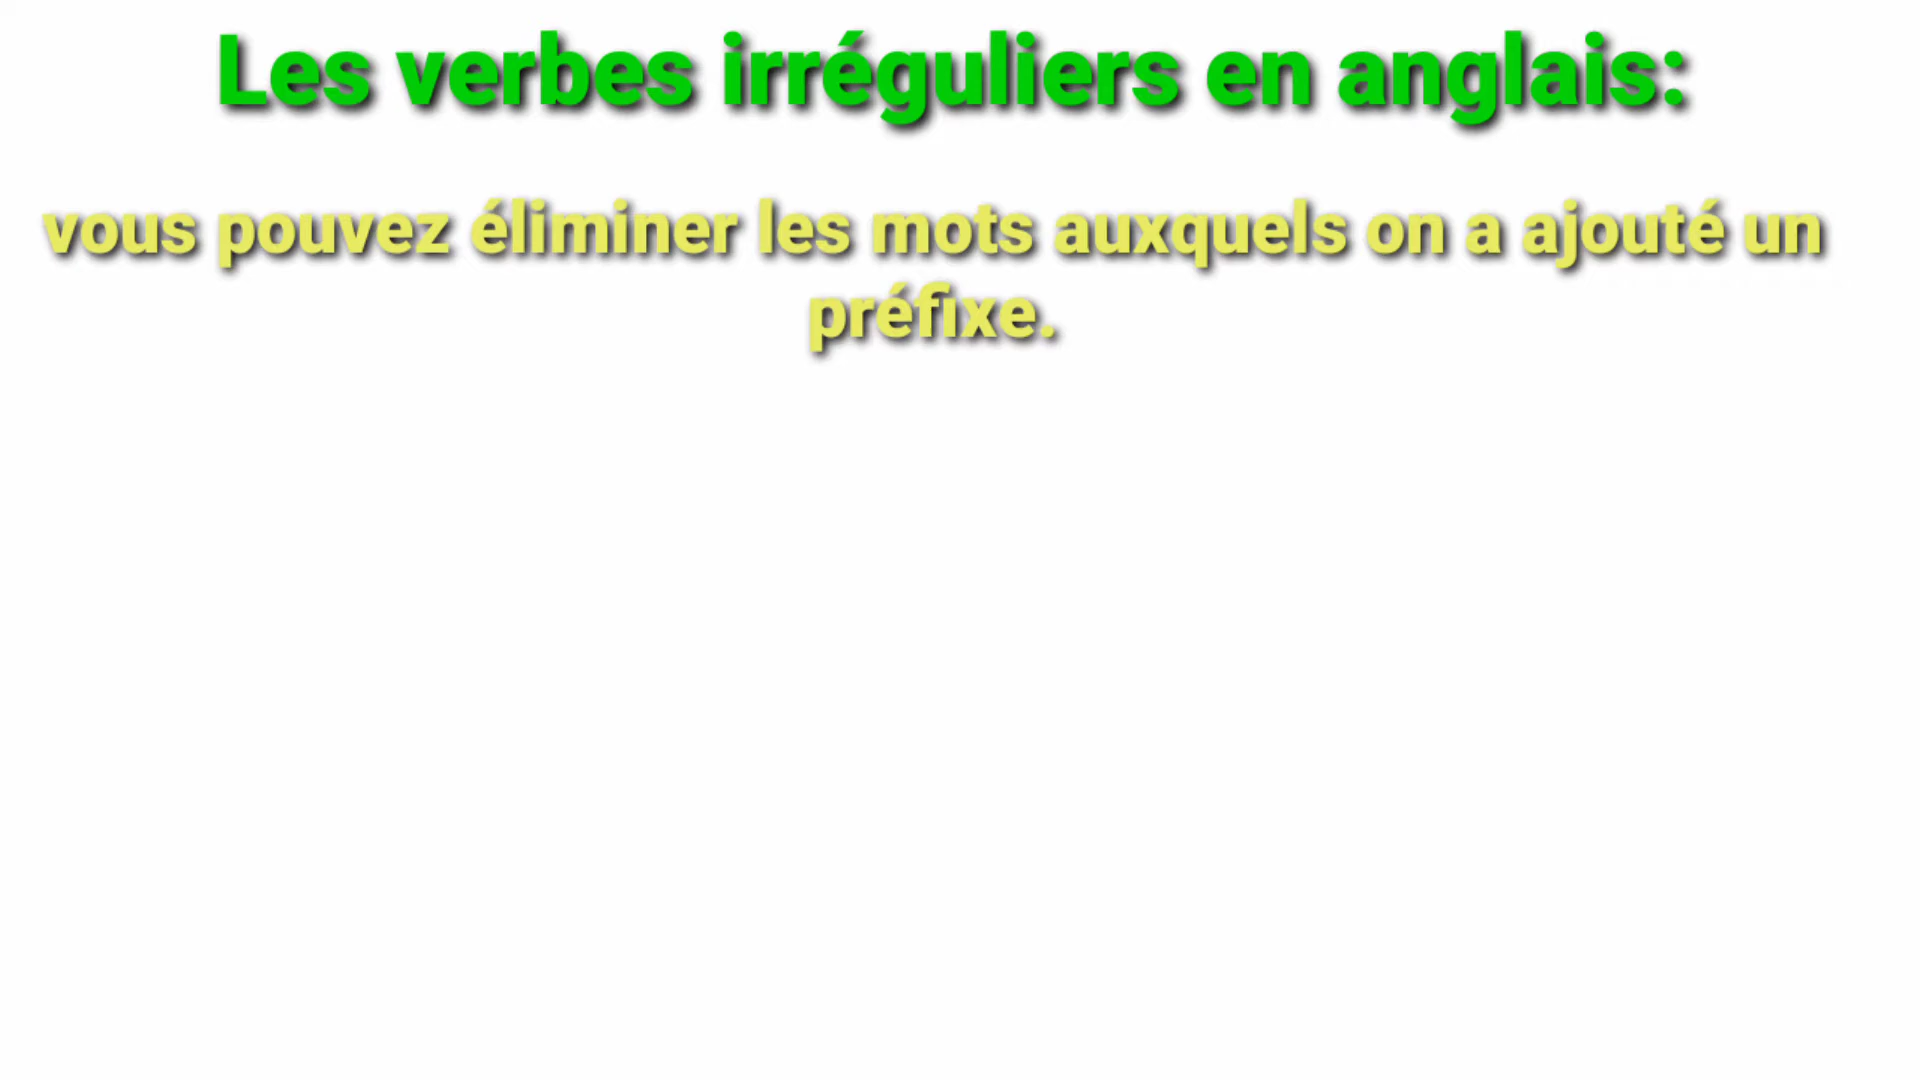 Les verbes irréguliers en anglais:
vous pouvez éliminer les mots auxquels on a ajouté un
préfixe.